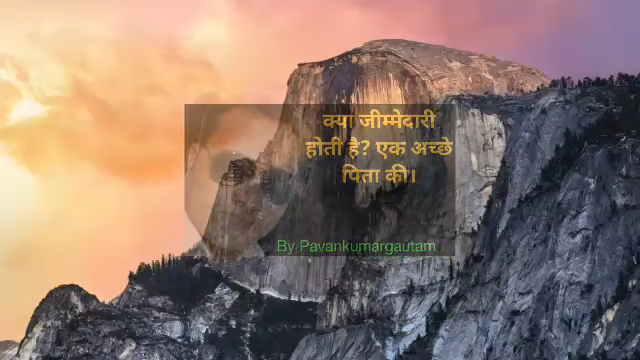 क्या जीम्मेदारी
होती है? एक अच्छे
पिता की।
By Pavankumargautam